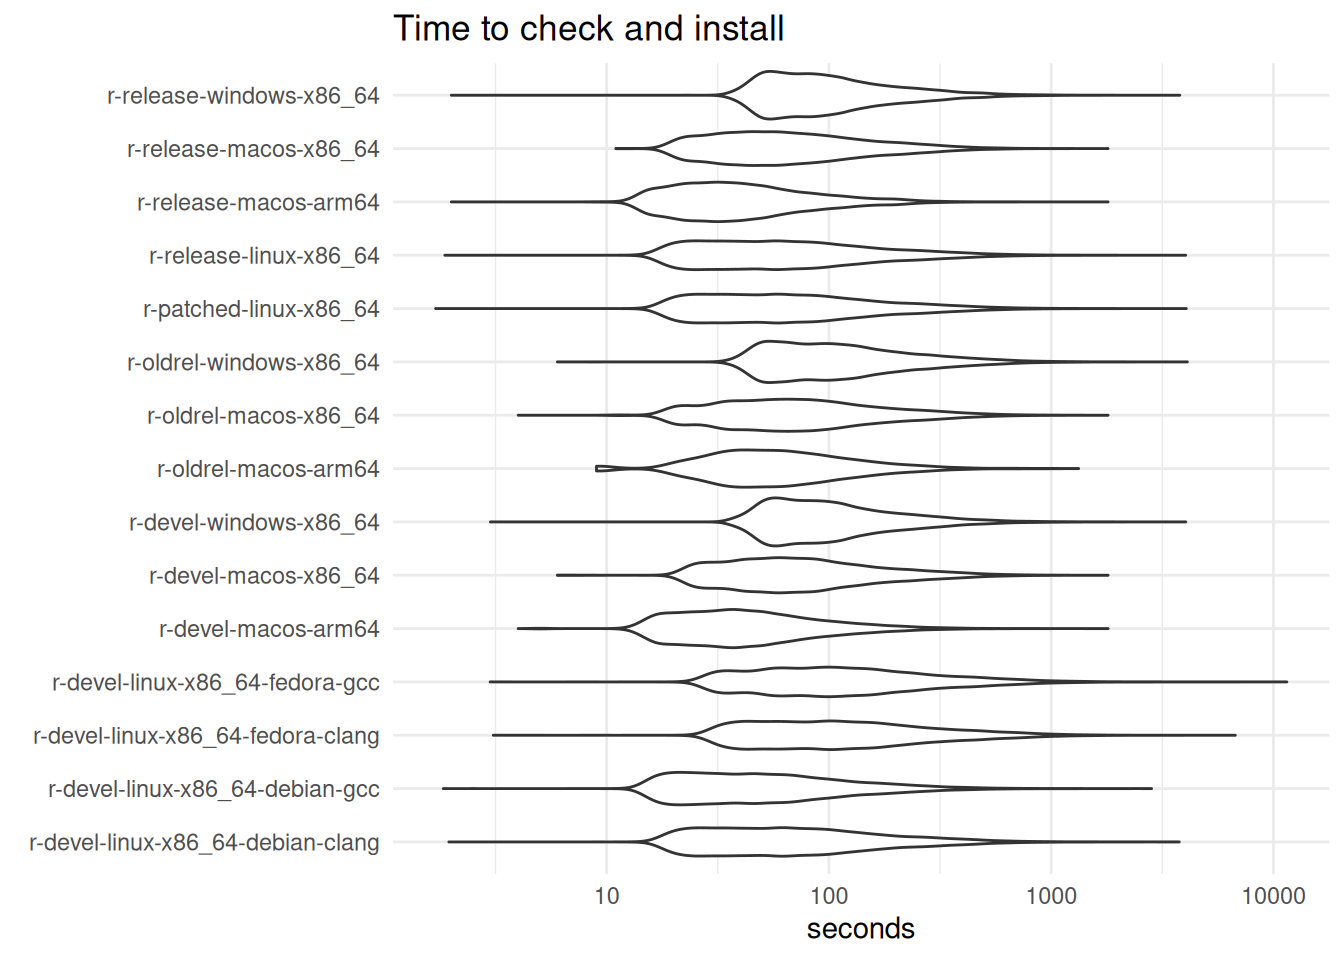 Time to check and install
r-release-windows-x86_64
r-release-macos-x86_64
r-release-macos-arm64
r-release-linux-x86_64
r-patched-linux-x86_64
r-oldrel-windows-x86_64
r-oldrel-macos-x86_64
r-oldrel-macos-arm64
r-devel-windows-x86_64
r-devel-macos-x86_64
r-devel-macos-arm64
r-devel-linux-x86_64-fedora-gcc
r-devel-linux-x86_64-fedora-clang
r-devel-linux-x86_64-debian-gcc
r-devel-linux-x86_64-debian-clang
10 100 1000 10000
seconds